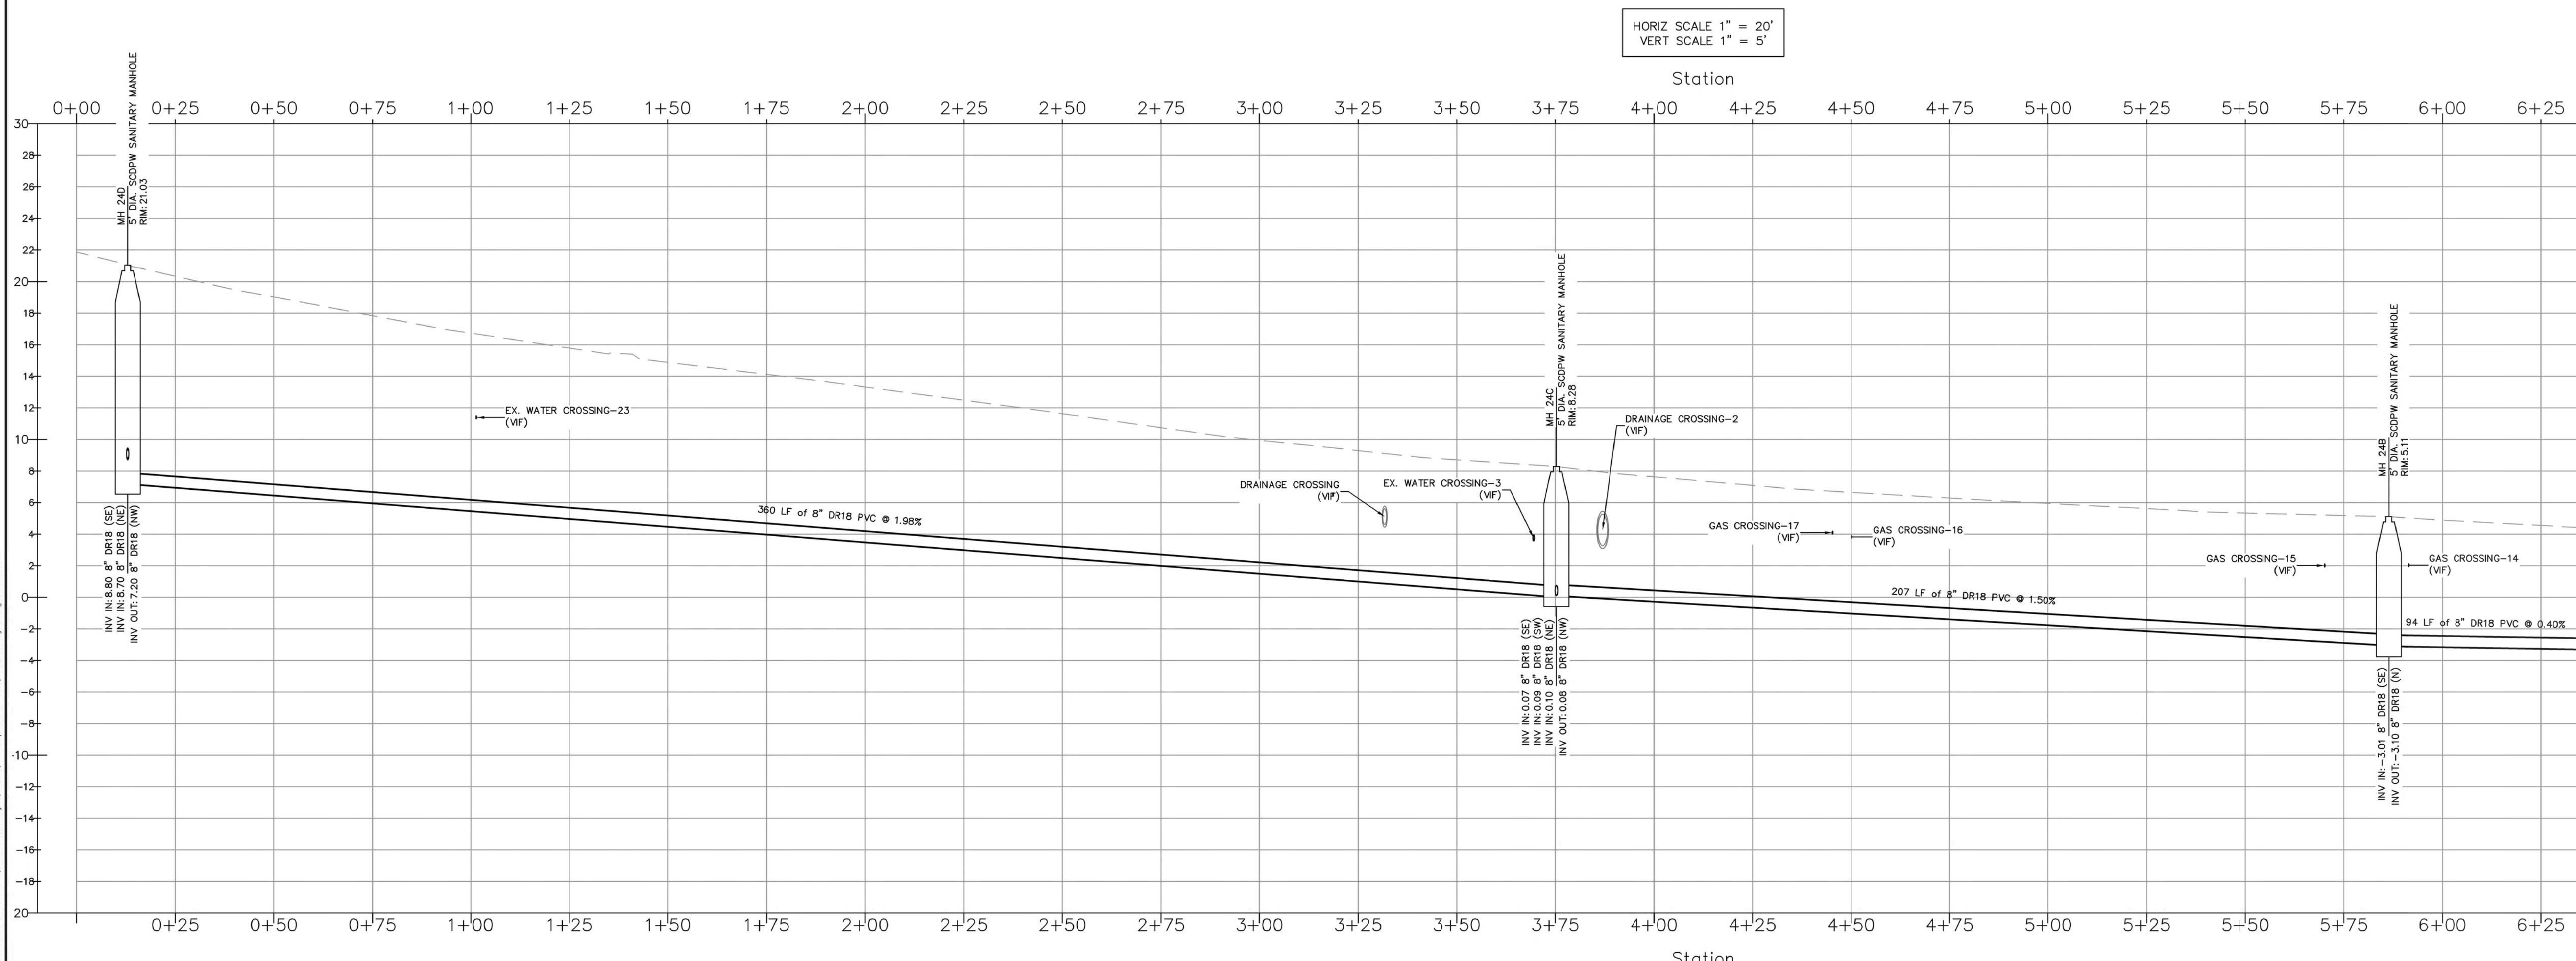 HORIZ SCALE 1" = 20'
VERT SCALE 1" = 5'
Station
0+00 0+25 0+50 0+75 1+00 1+25 1+50 1+75 2+00 2+25 2+50 2+75 3+00 3+25 3+50 3+75 4+00 4+25 4+50 4+75 5+00 5+25 5+50 5+75 6+00 6+25
30
28
26
24
22
20
18
16
14
12
10
8
6
4
2
0
-2
-4
-6
-8
-10
-12
-14
-16
-18
20
MH 24D
5' DIA. SCDPW SANITARY MANHOLE
RIM: 21.03
INV IN: 8.80 8" DR18 (SE)
INV IN: 8.70 8" DR18 (NE)
INV OUT: 7.20 8" DR18 (NW)
EX. WATER CROSSING-23
(VIF)
360 LF of 8" DR18 PVC @ 1.98%
DRAINAGE CROSSING
(VIF)
EX. WATER CROSSING-3
(VIF)
MH 24C
5' DIA. SCDPW SANITARY MANHOLE
RIM: 8.28
INV IN: 0.07 8" DR18 (SE)
INV IN: 0.09 8" DR18 (SW)
INV IN: 0.10 8" DR18 (NE)
INV OUT: 0.08 8" DR18 (NW)
DRAINAGE CROSSING-2
(VIF)
GAS CROSSING-17
(VIF)
GAS CROSSING-16
(VIF)
207 LF of 8" DR18 PVC @ 1.50%
GAS CROSSING-15
(VIF)
MH 24B
5' DIA. SCDPW SANITARY MANHOLE
RIM: 5.11
INV IN: -3.01 8" DR18 (SE)
INV OUT: -3.10 8" DR18 (N)
GAS CROSSING-14
(VIF)
94 LF of 8" DR18 PVC @ 0.40%
0+25 0+50 0+75 1+00 1+25 1+50 1+75 2+00 2+25 2+50 2+75 3+00 3+25 3+50 3+75 4+00 4+25 4+50 4+75 5+00 5+25 5+50 5+75 6+00 6+25
Station